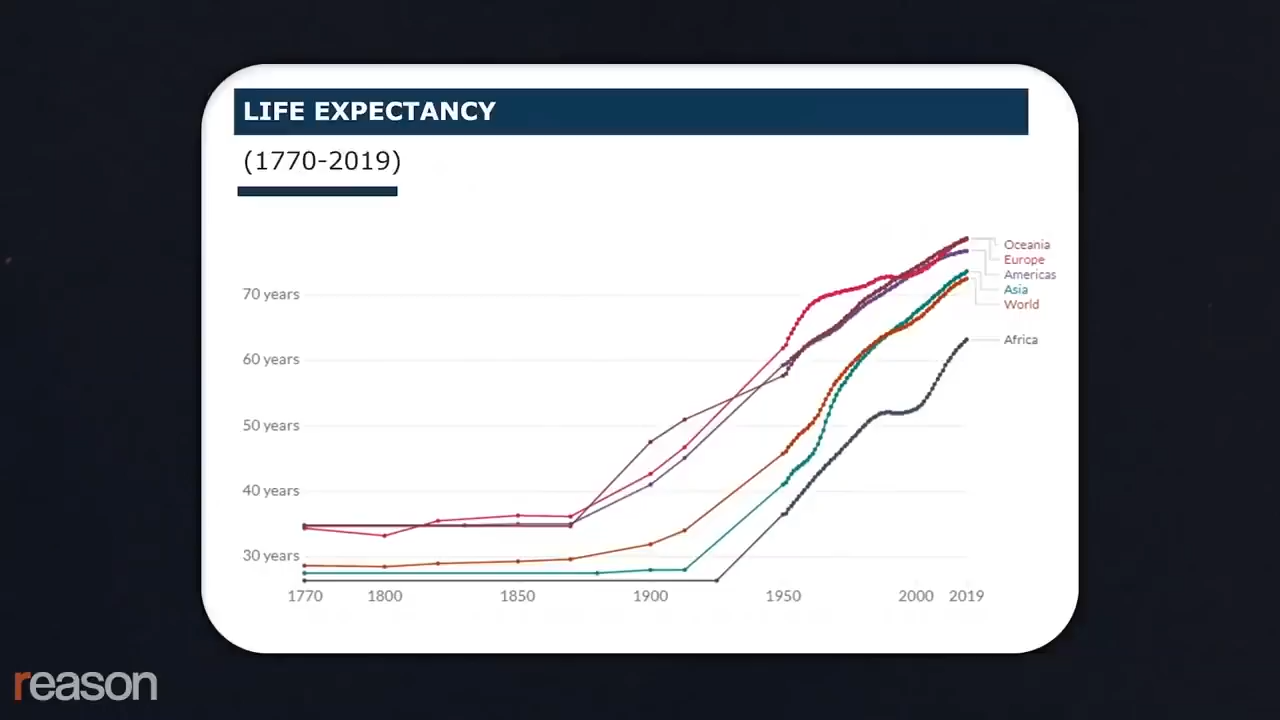 LIFE EXPECTANCY
(1770-2019)
Oceania
Europe
Americas
Asia
World
Africa
70 years
60 years
50 years
40 years
30 years
1770 1800 1850 1900 1950 2000 2019
reason